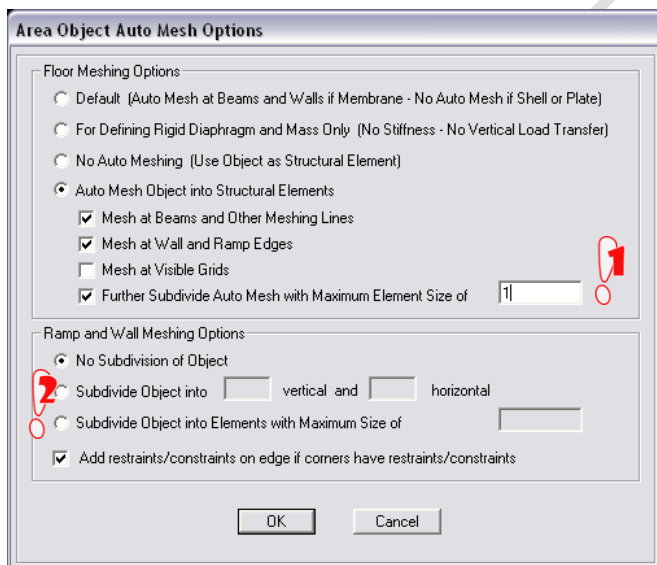 Area Object Auto Mesh Options
Floor Meshing Options
Default (Auto Mesh at Beams and Walls if Membrane - No Auto Mesh if Shell or Plate)
For Defining Rigid Diaphragm and Mass Only (No Stiffness - No Vertical Load Transfer)
No Auto Meshing (Use Object as Structural Element)
Auto Mesh Object into Structural Elements
Mesh at Beams and Other Meshing Lines
Mesh at Wall and Ramp Edges
Mesh at Visible Grids
Further Subdivide Auto Mesh with Maximum Element Size of 1
1
Ramp and Wall Meshing Options
No Subdivision of Object
2
Subdivide Object into vertical and horizontal
Subdivide Object into Elements with Maximum Size of
Add restraints/constraints on edge if corners have restraints/constraints
OK Cancel